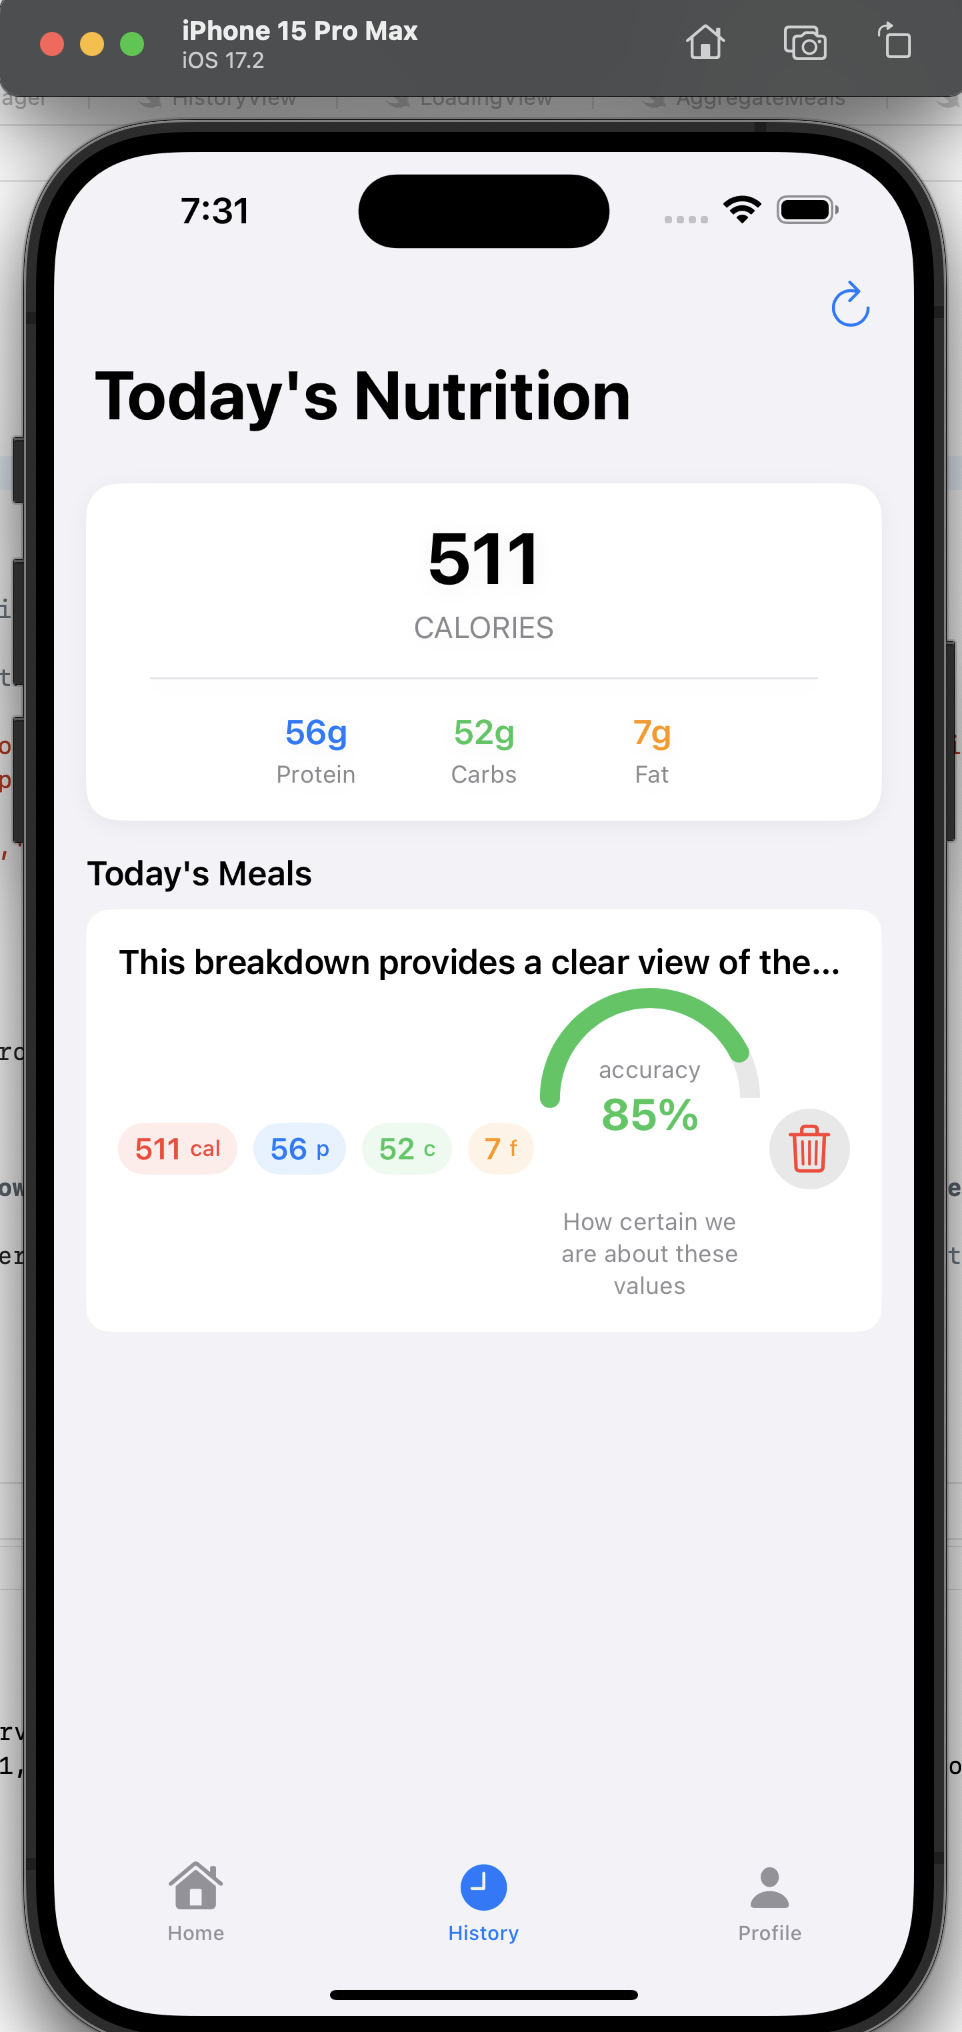 iPhone 15 Pro Max
iOS 17.2
HistoryView
LoadingView
AggregateMeals
7:31
Today's Nutrition
511
CALORIES
56g 52g 7g
Protein Carbs Fat
Today's Meals
This breakdown provides a clear view of the...
accuracy
85%
511 cal 56 p 52 c 7 f
How certain we
are about these
values
Home History Profile